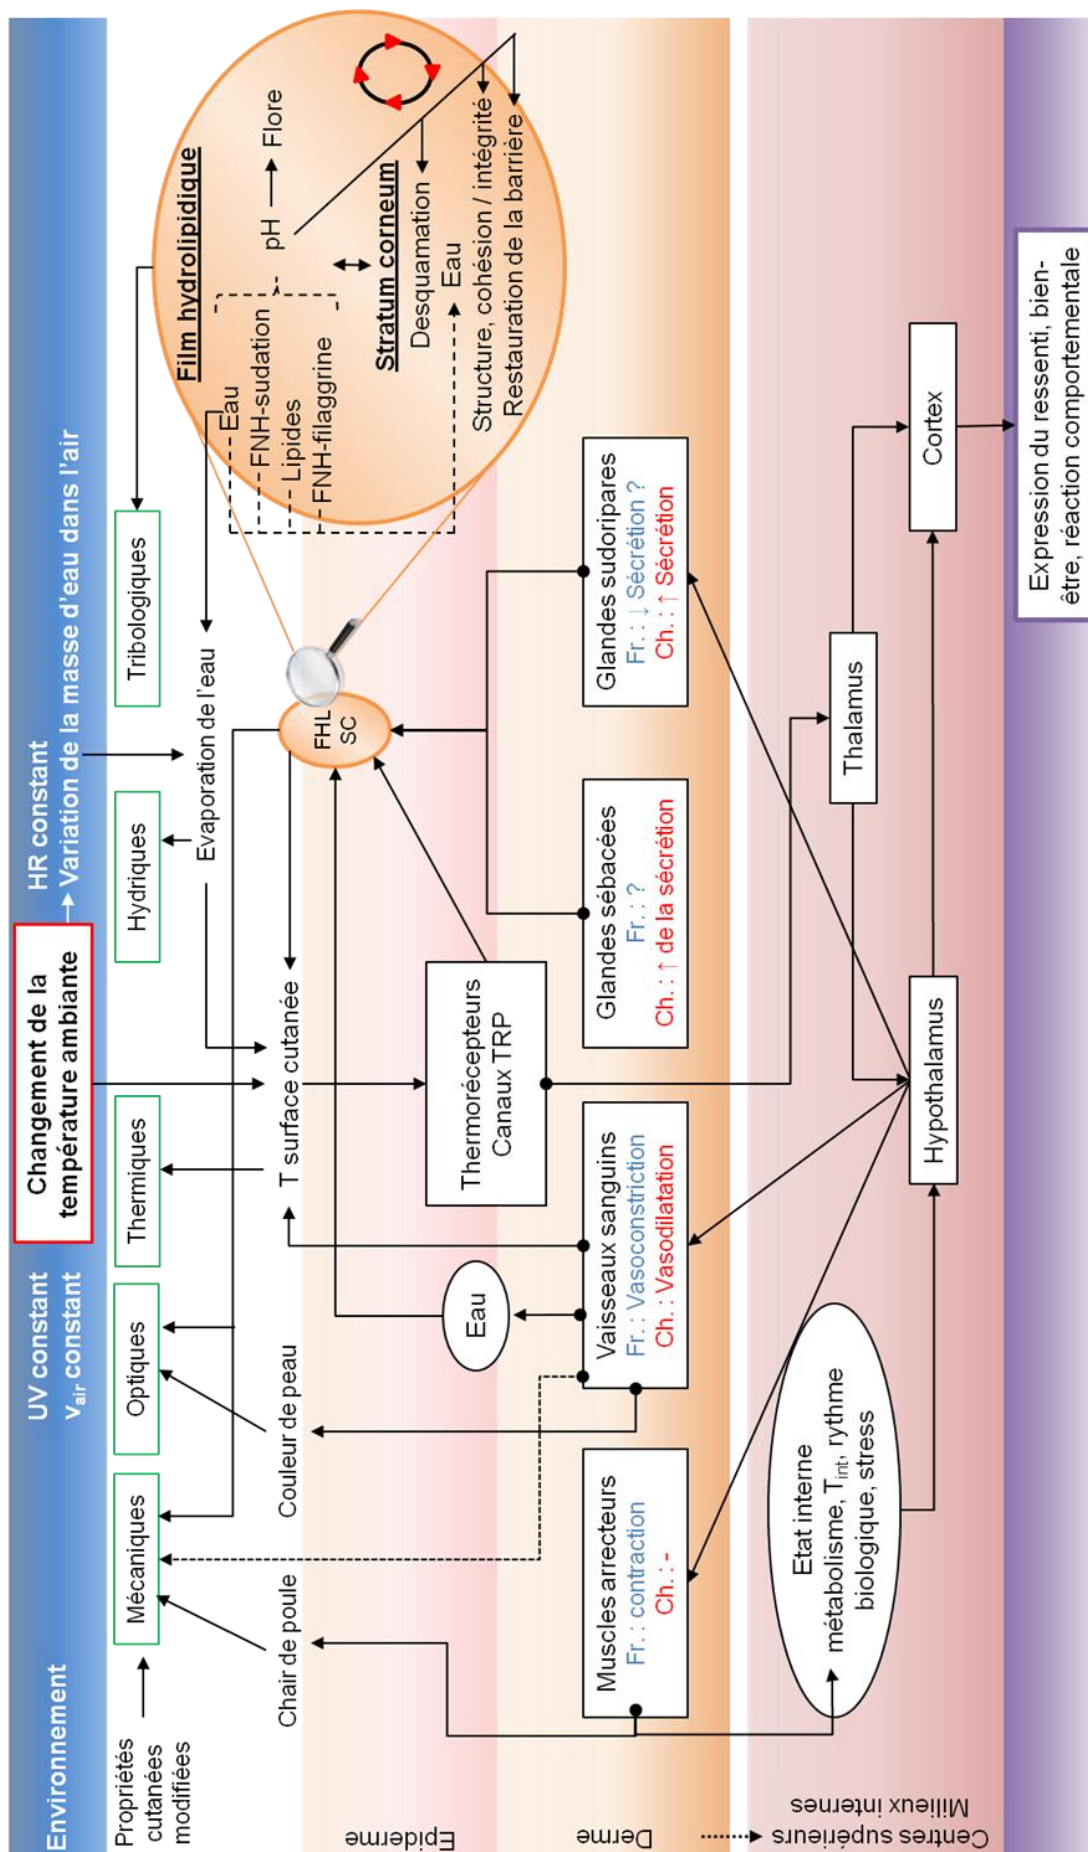 Environnement
UV constant
v_air constant
Changement de la
température ambiante
HR constant
Variation de la masse d'eau dans l'air
Propriétés
cutanées
modifiées
Mécaniques
Optiques
Thermiques
Hydriques
Tribologiques
Chair de poule
Couleur de peau
T surface cutanée
Evaporation de l'eau
Epiderme
Eau
Thermorécepteurs
Canaux TRP
FHL
SC
Film hydrolipidique
Eau
FNH-sudation
Lipides
FNH-filaggrine
pH
Flore
Stratum corneum
Desquamation
Eau
Structure, cohésion / intégrité
Restauration de la barrière
Derme
Muscles arrecteurs
Fr. : contraction
Ch. : -
Vaisseaux sanguins
Fr. : Vasoconstriction
Ch. : Vasodilatation
Glandes sébacées
Fr. : ?
Ch. : ↑ de la sécrétion
Glandes sudoripares
Fr. : ↓ Sécrétion ?
Ch. : ↑ Sécrétion
Centres supérieurs
Milieux internes
Etat interne
métabolisme, T_int, rythme
biologique, stress
Hypothalamus
Thalamus
Cortex
Expression du ressenti, bien-
être, réaction comportementale